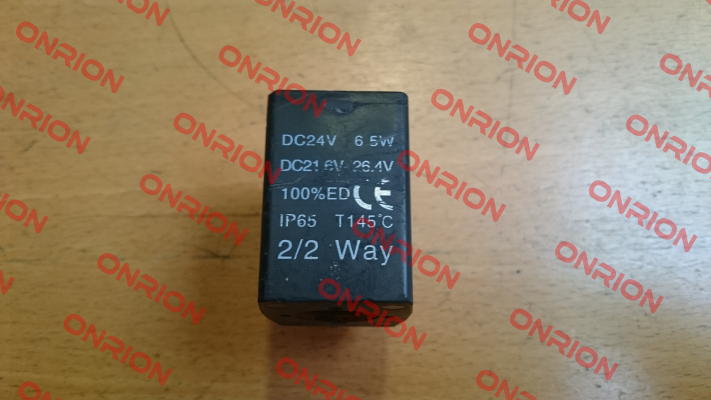 DC24V 6.5W
DC21.6V-26.4V
100%ED CE
IP65 T145°C
2/2 Way
ONRION